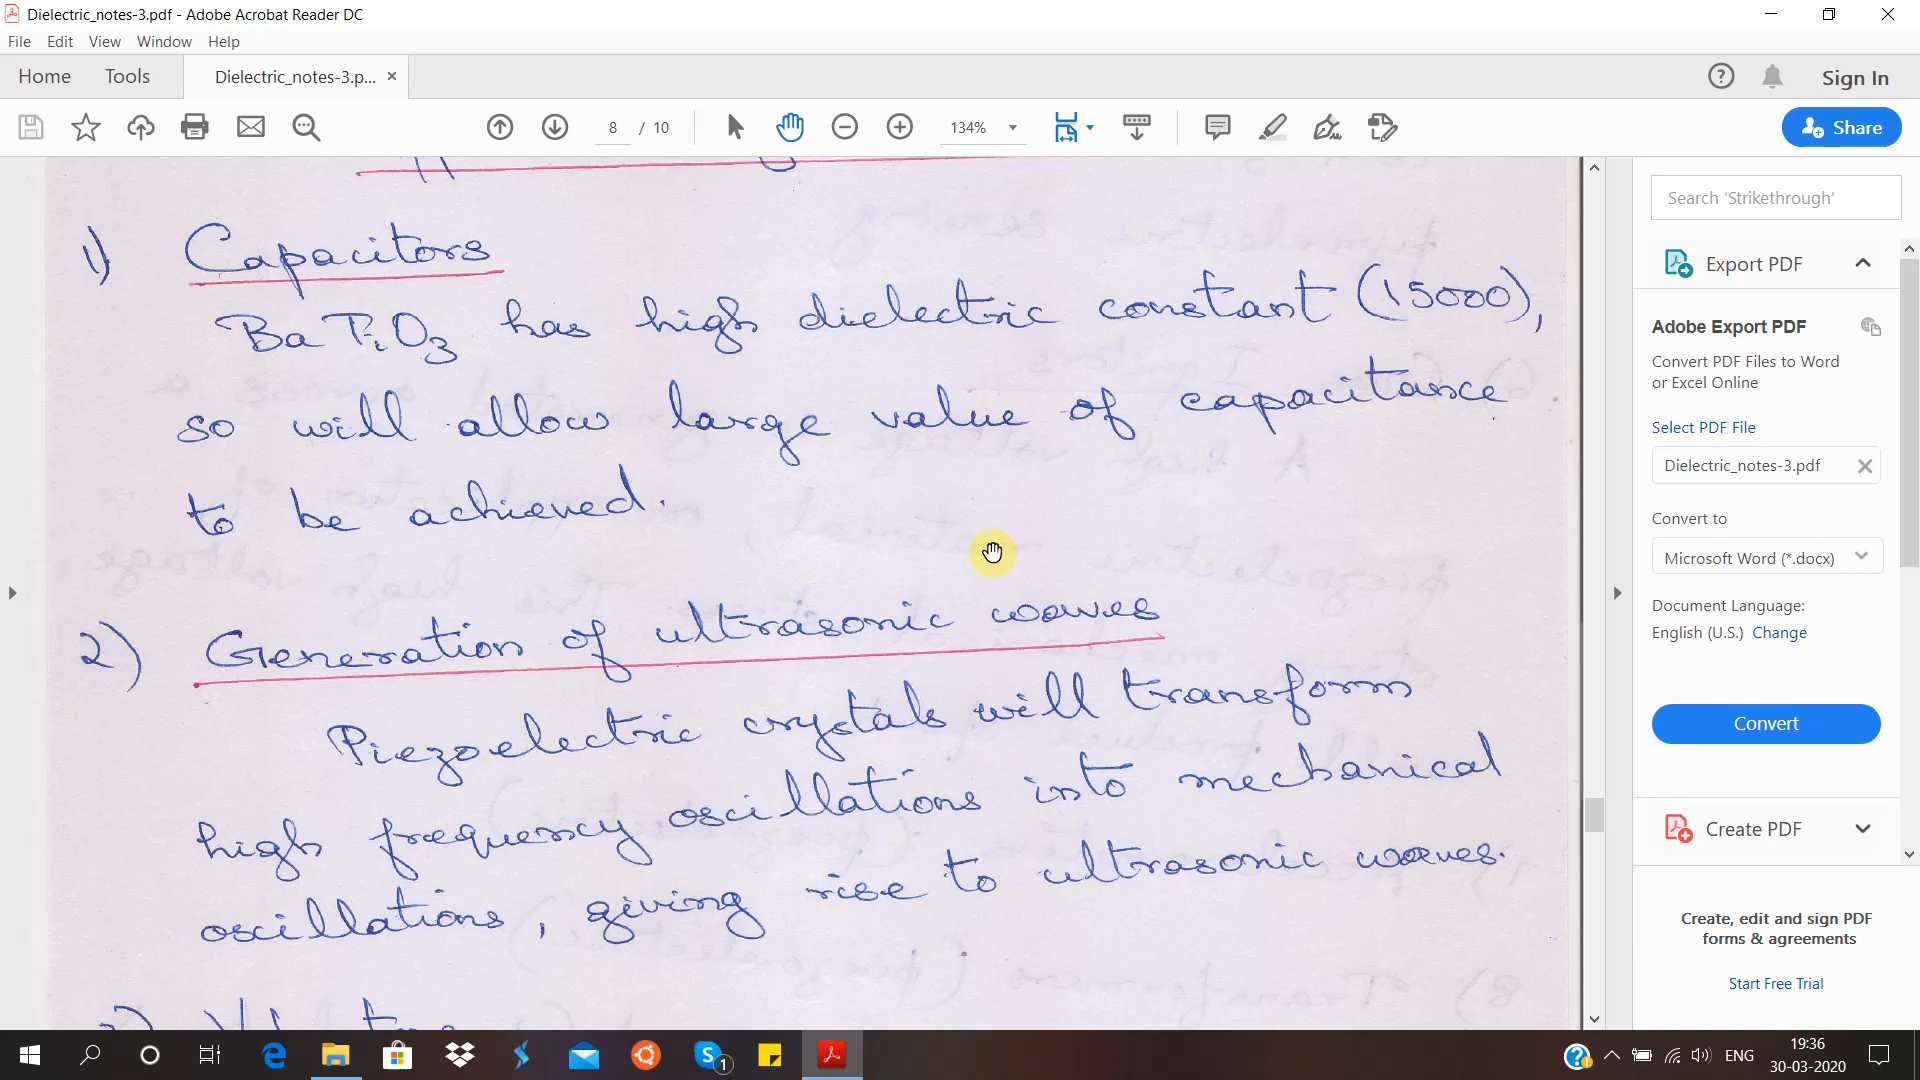 Dielectric_notes-3.pdf - Adobe Acrobat Reader DC
File Edit View Window Help
Home Tools Dielectric_notes-3.p... × Sign In
8 / 10 134% Share
1) Capacitors
BaTiO3 has high dielectric constant (15000),
so will allow large value of capacitance
to be achieved.
2) Generation of ultrasonic waves
Piezoelectric crystals will transform
high frequency oscillations into mechanical
oscillations, giving rise to ultrasonic waves.
Search 'Strikethrough'
Export PDF
Adobe Export PDF
Convert PDF Files to Word
or Excel Online
Select PDF File
Dielectric_notes-3.pdf
Convert to
Microsoft Word (*.docx)
Document Language:
English (U.S.) Change
Convert
Create PDF
Create, edit and sign PDF
forms & agreements
Start Free Trial
ENG
19:36
30-03-2020